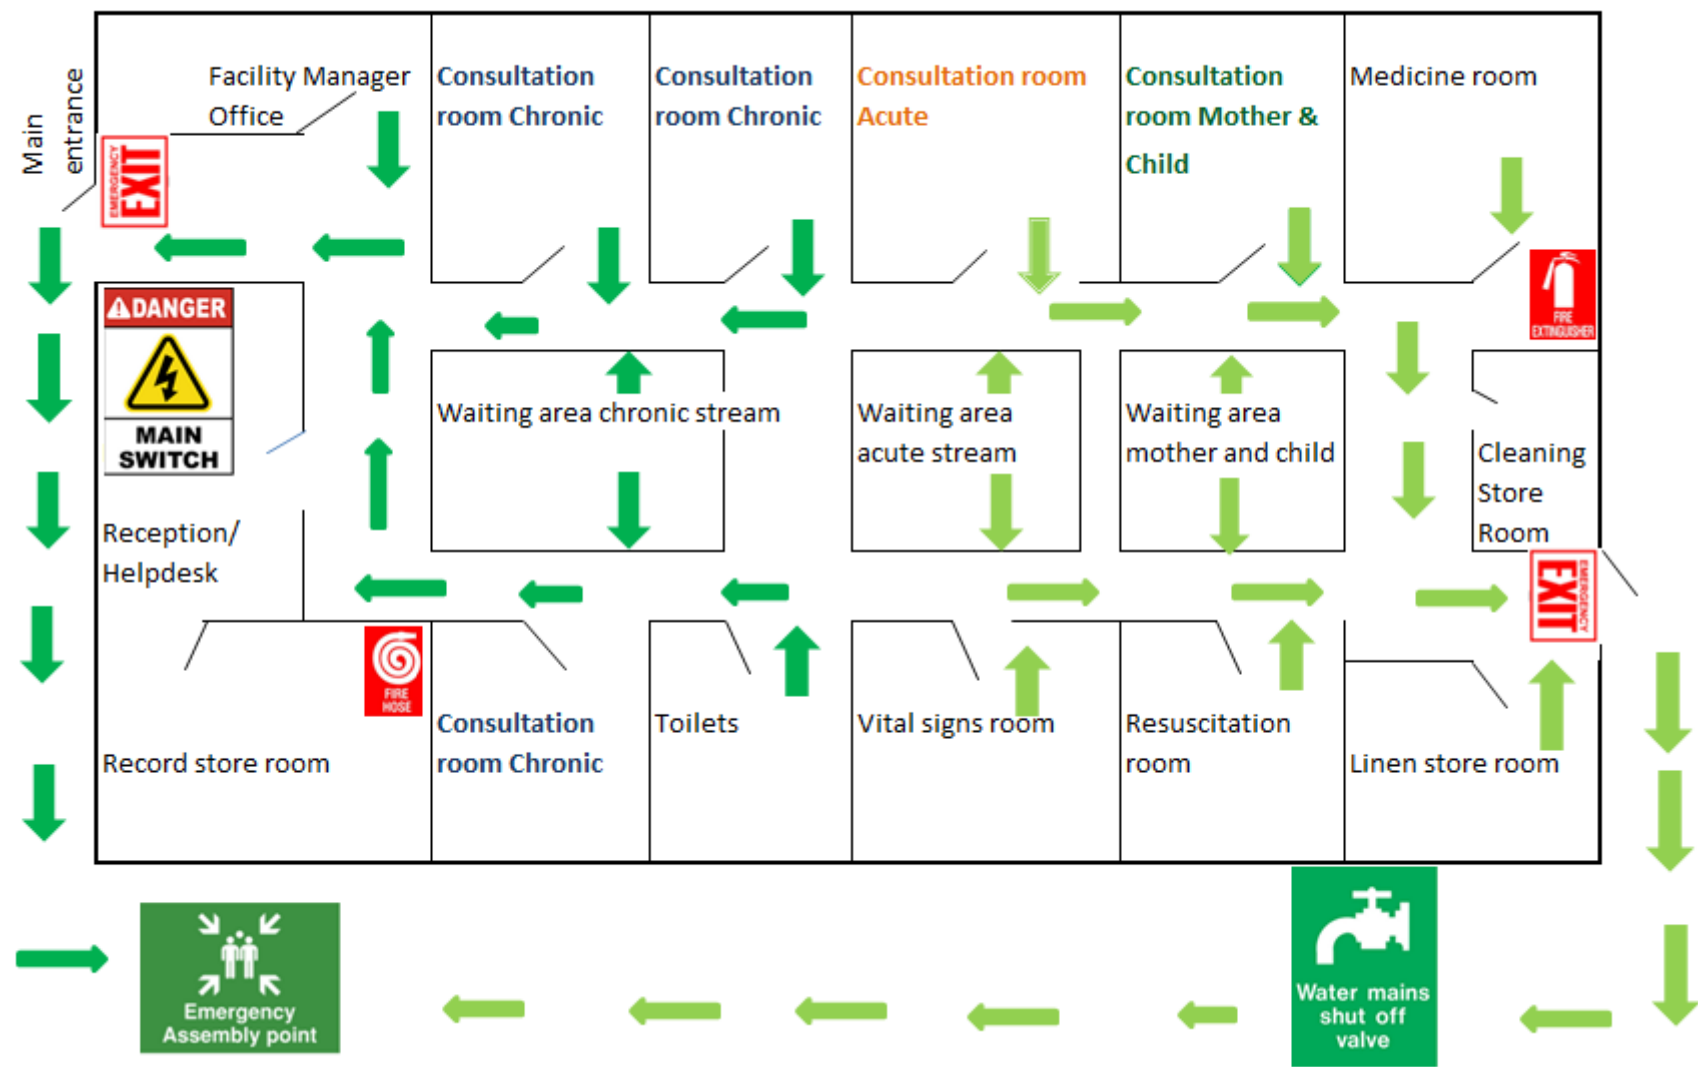 Main
entrance
Facility Manager
Office
Consultation
room Chronic
Consultation
room Chronic
Consultation room
Acute
Consultation
room Mother &
Child
Medicine room
EMERGENCY
EXIT
DANGER
MAIN
SWITCH
FIRE
EXTINGUISHER
Waiting area chronic stream
Waiting area
acute stream
Waiting area
mother and child
Cleaning
Store
Room
Reception/
Helpdesk
EMERGENCY
EXIT
FIRE
HOSE
Record store room
Consultation
room Chronic
Toilets
Vital signs room
Resuscitation
room
Linen store room
Emergency
Assembly point
Water mains
shut off
valve